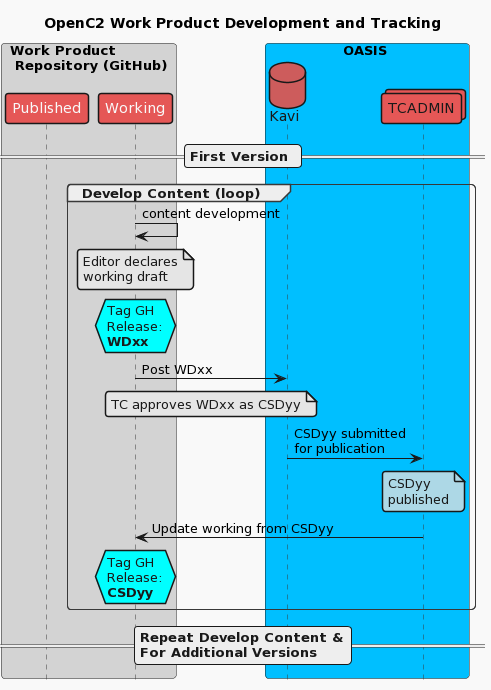 OpenC2 Work Product Development and Tracking
Work Product
Repository (GitHub)
OASIS
Published
Working
Kavi
TCADMIN
First Version
Develop Content (loop)
content development
Editor declares
working draft
Tag GH
Release:
WDxx
Post WDxx
TC approves WDxx as CSDyy
CSDyy submitted
for publication
CSDyy
published
Update working from CSDyy
Tag GH
Release:
CSDyy
Repeat Develop Content &
For Additional Versions